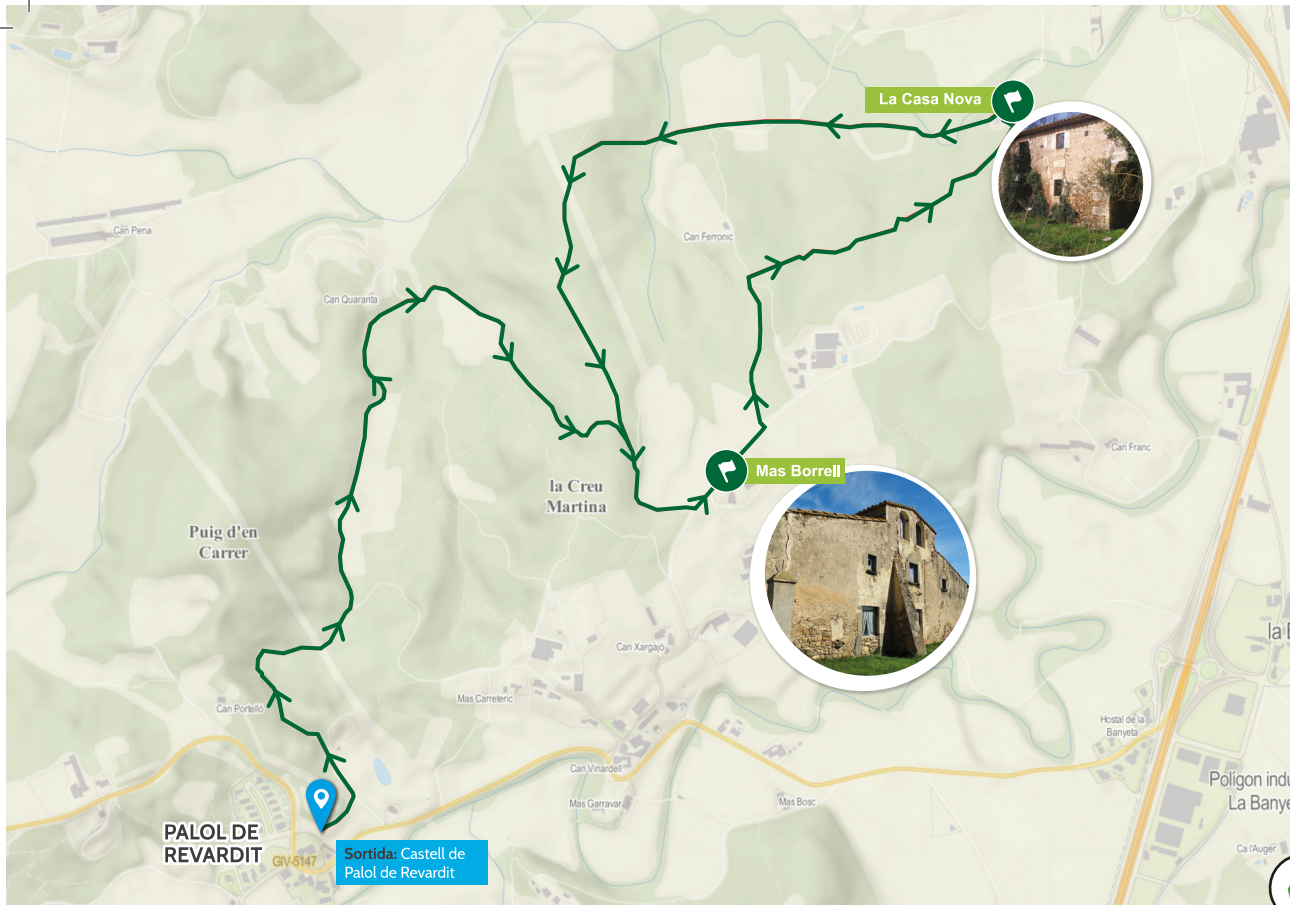 La Casa Nova
Can Pena
Can Ferronic
Can Quaranta
Can Franc
Mas Borrell
la Creu
Martina
Puig d'en
Carrer
Can Xargajó
Mas Carretenc
Can Portelló
Hostal de la
Banyeta
Can Vinardell
Mas Garravar
Mas Bosc
Polígon indu
La Banye
Ca l'Auger
PALOL DE
REVARDIT
GIV-5147
Sortida: Castell de
Palol de Revardit